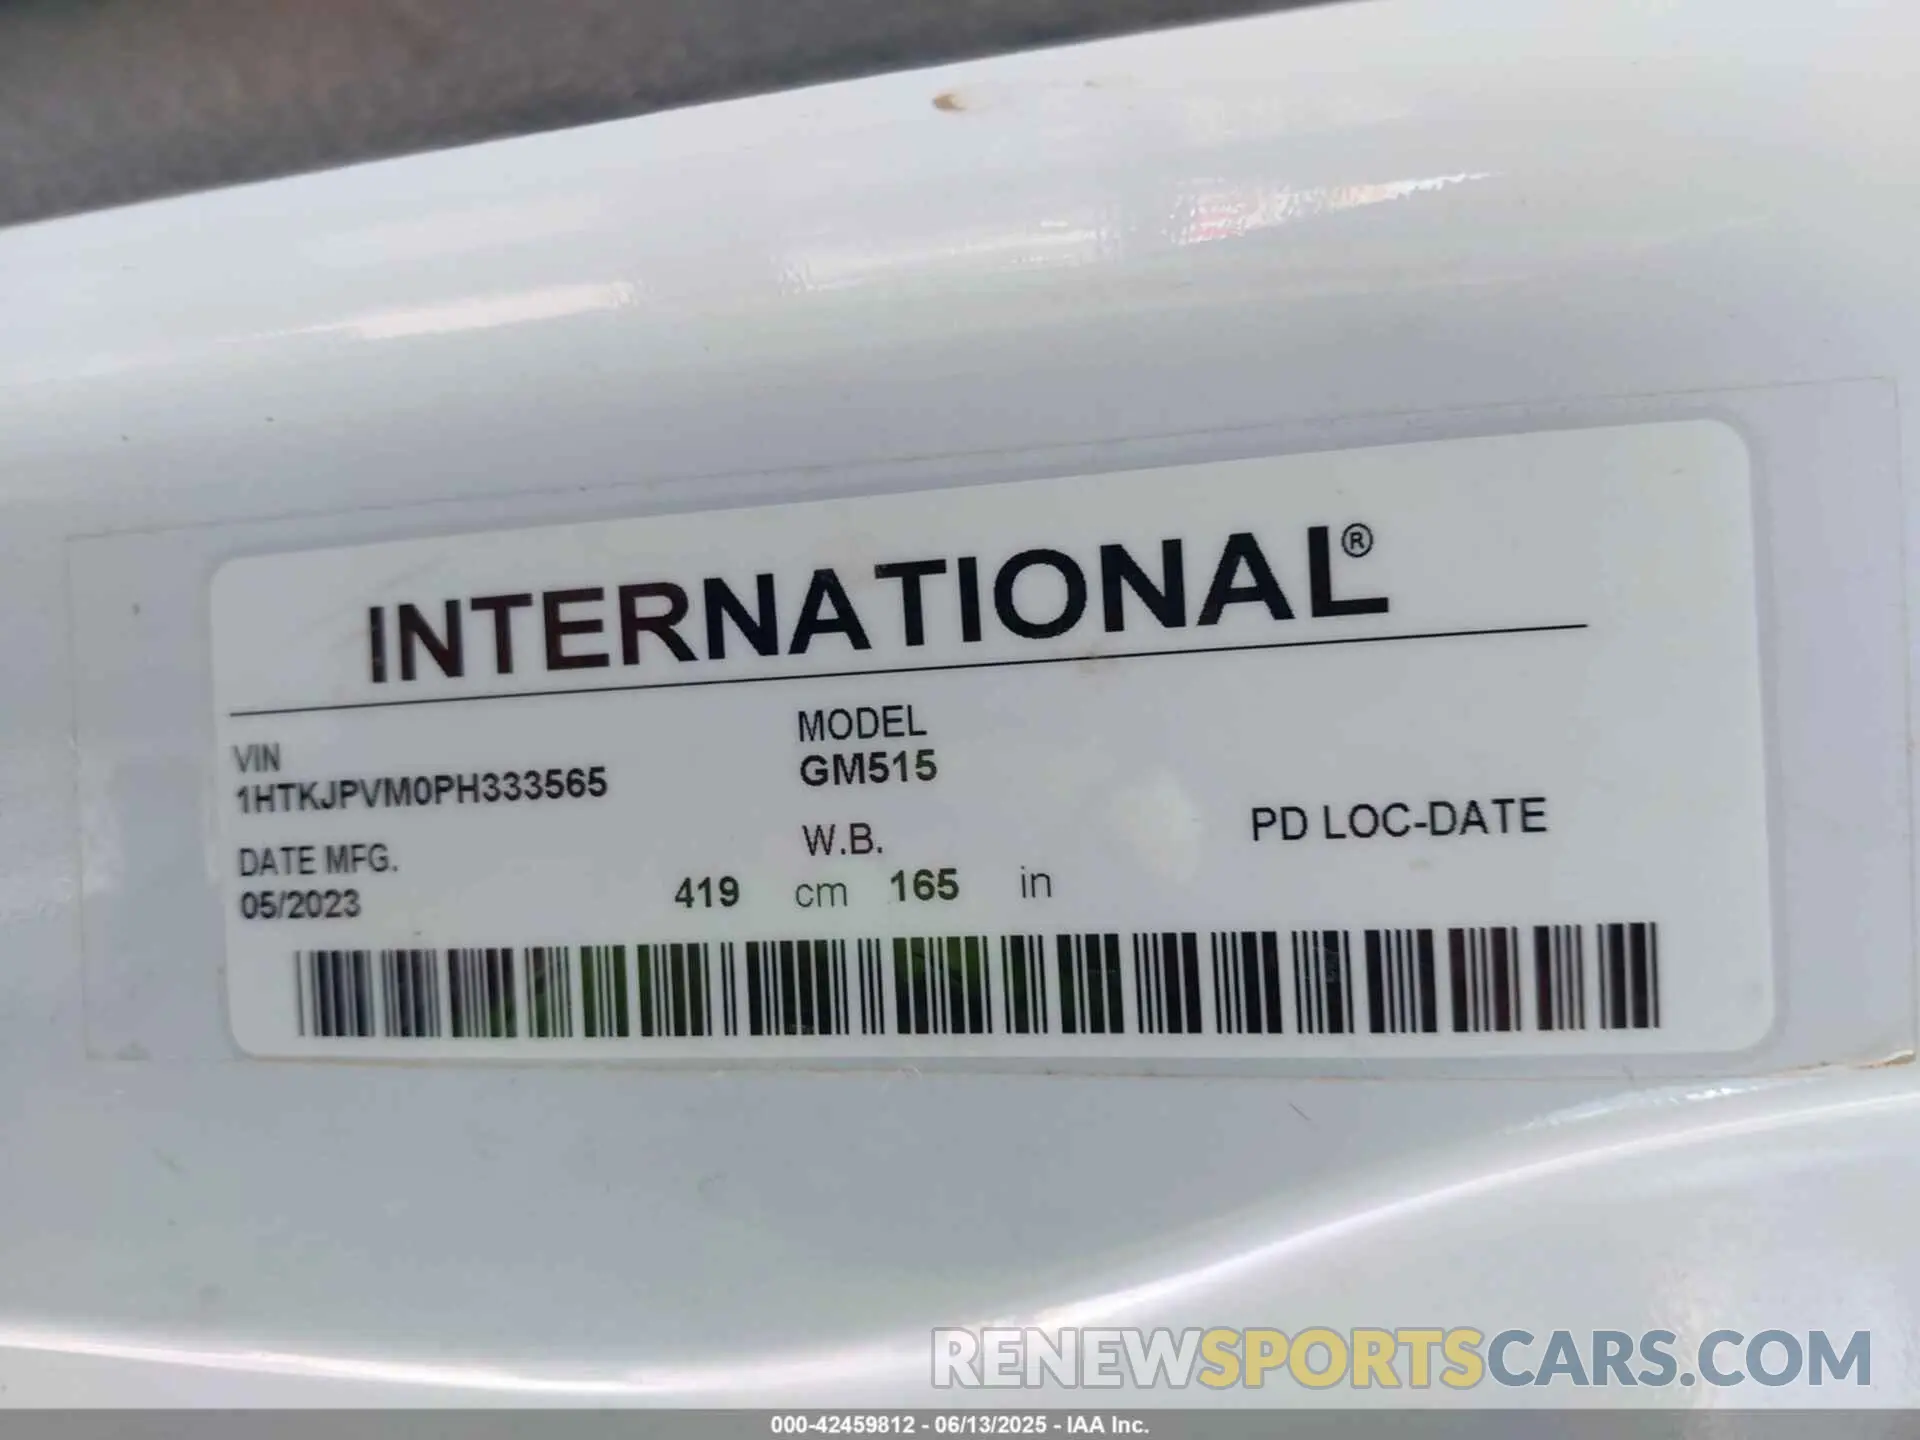 INTERNATIONAL®
VIN
1HTKJPVM0PH333565
MODEL
GM515
DATE MFG.
05/2023
W.B.
419 cm 165 in
PD LOC-DATE
RENEWSPORTSCARS.COM
000-42459812 - 06/13/2025 - IAA Inc.